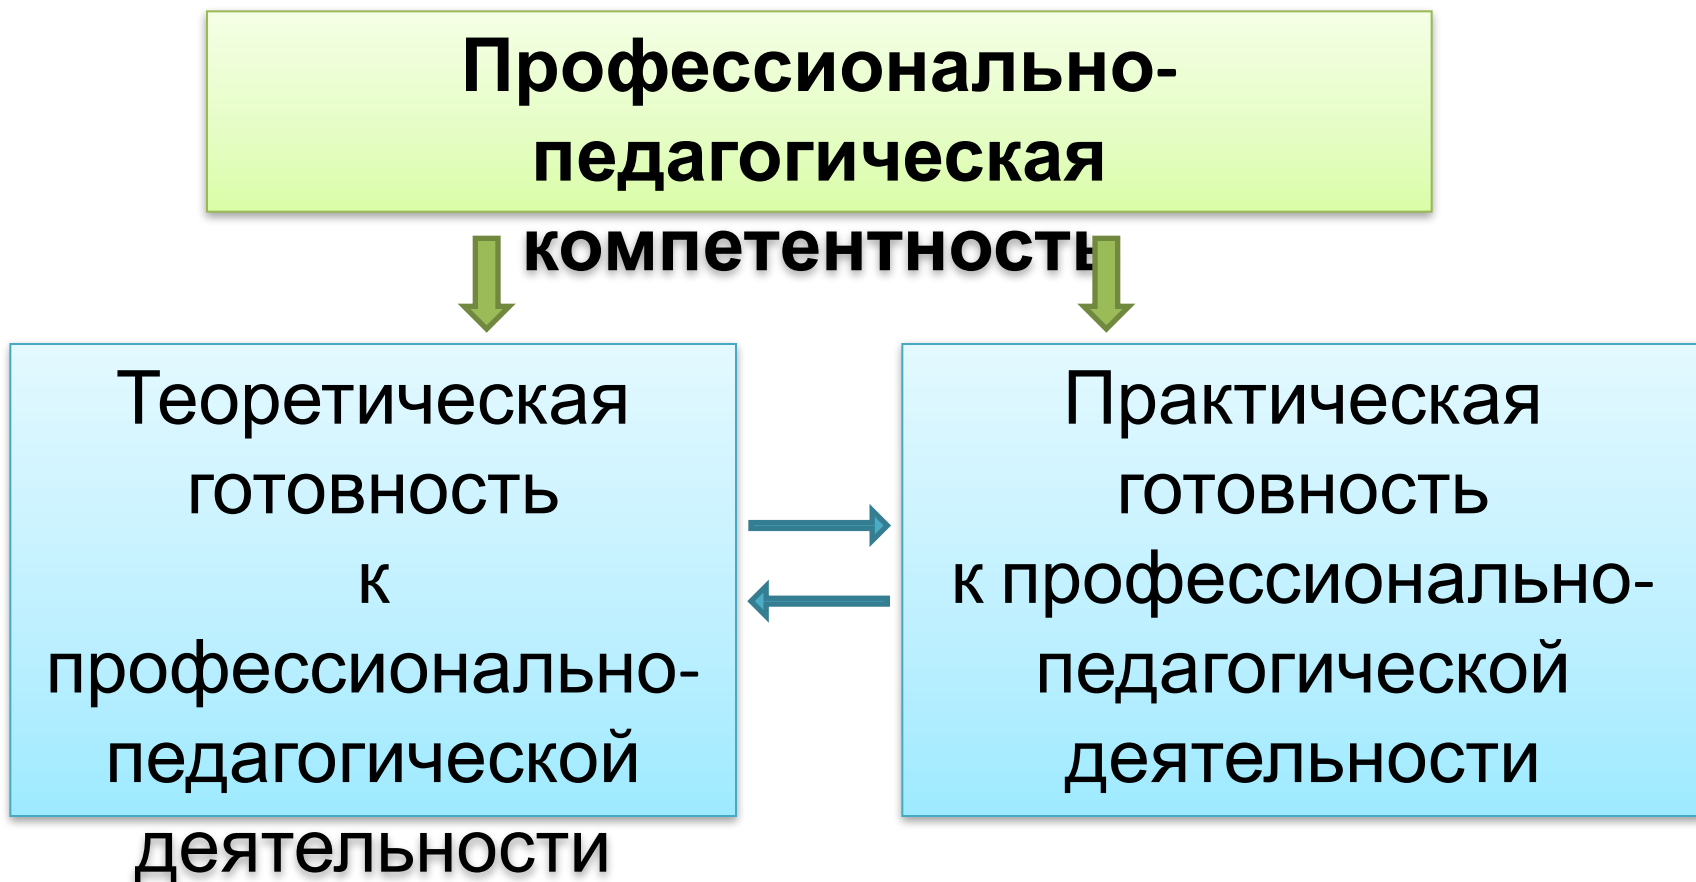 Профессионально-
педагогическая
компетентность
Теоретическая
готовность
к
профессионально-
педагогической
деятельности
Практическая
готовность
к профессионально-
педагогической
деятельности